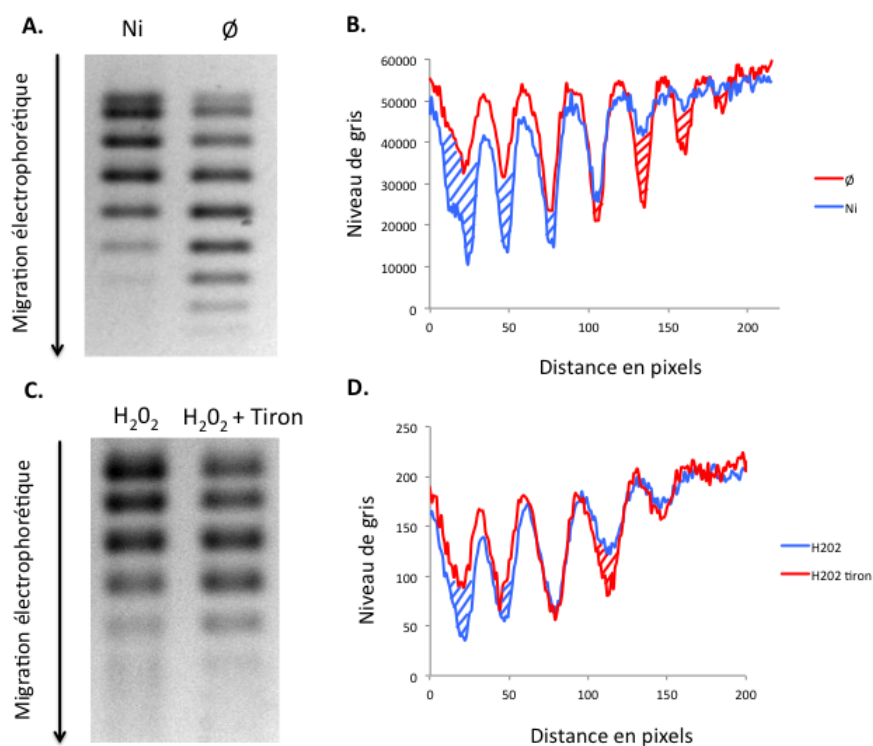 A.
Ni Ø
Migration électrophorétique
B.
60000
50000
40000
30000
20000
10000
0
0 50 100 150 200
Niveau de gris
Distance en pixels
Ø
Ni
C.
H₂0₂ H₂0₂ + Tiron
Migration électrophorétique
D.
250
200
150
100
50
0
0 50 100 150 200
Niveau de gris
Distance en pixels
H202
H202 tiron